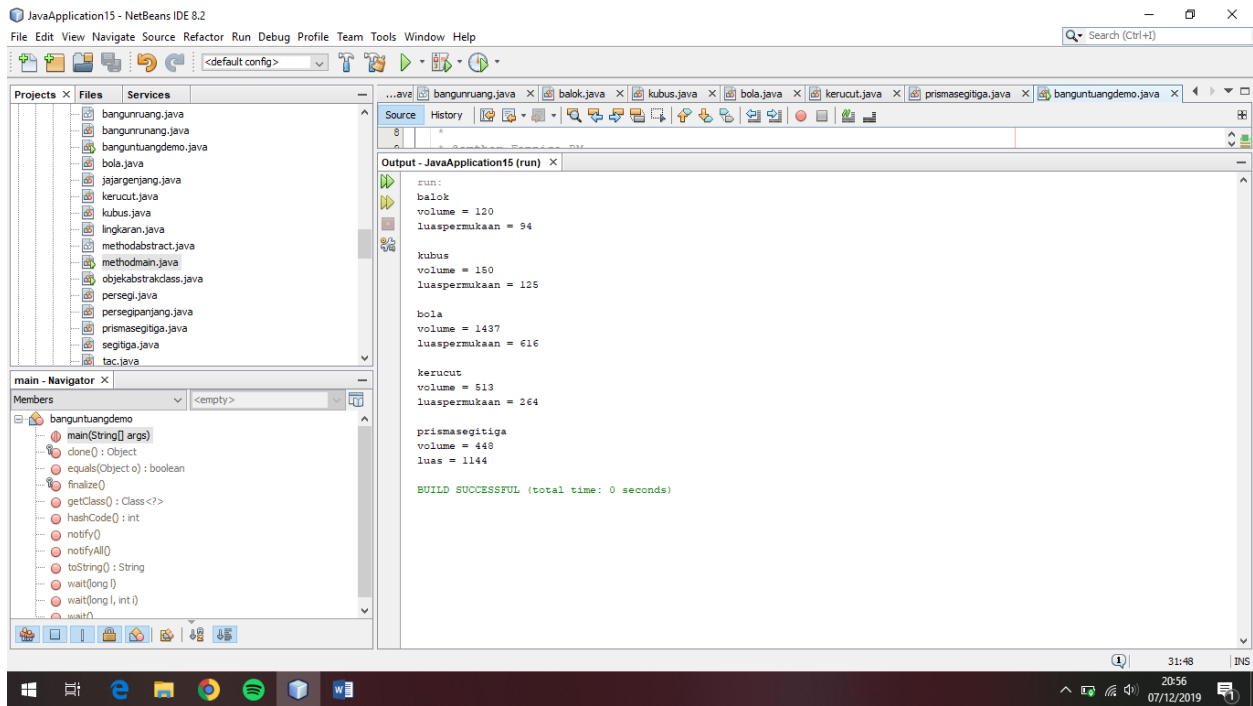 JavaApplication15 - NetBeans IDE 8.2
File Edit View Navigate Source Refactor Run Debug Profile Team Tools Window Help
Search (Ctrl+I)
<default config>
Projects Files Services
bangunruang.java
bangunrunang.java
banguntuangdemo.java
bola.java
jajargenjang.java
kerucut.java
kubus.java
lingkaran.java
methodabstract.java
methodmain.java
objekabstrakclass.java
persegi.java
persegipanjang.java
prismasegitiga.java
segitiga.java
tac.java
main - Navigator
Members <empty>
banguntuangdemo
main(String[] args)
clone() : Object
equals(Object o) : boolean
finalize()
getClass() : Class<?>
hashCode() : int
notify()
notifyAll()
toString() : String
wait(long l)
wait(long l, int i)
wait()
...ava bangunruang.java balok.java kubus.java bola.java kerucut.java prismasegitiga.java banguntuangdemo.java
Source History
8 *
Output - JavaApplication15 (run)
run:
balok
volume = 120
luaspermukaan = 94
kubus
volume = 150
luaspermukaan = 125
bola
volume = 1437
luaspermukaan = 616
kerucut
volume = 513
luaspermukaan = 264
prismasegitiga
volume = 448
luas = 1144
BUILD SUCCESSFUL (total time: 0 seconds)
1 31:48 INS
20:56
07/12/2019